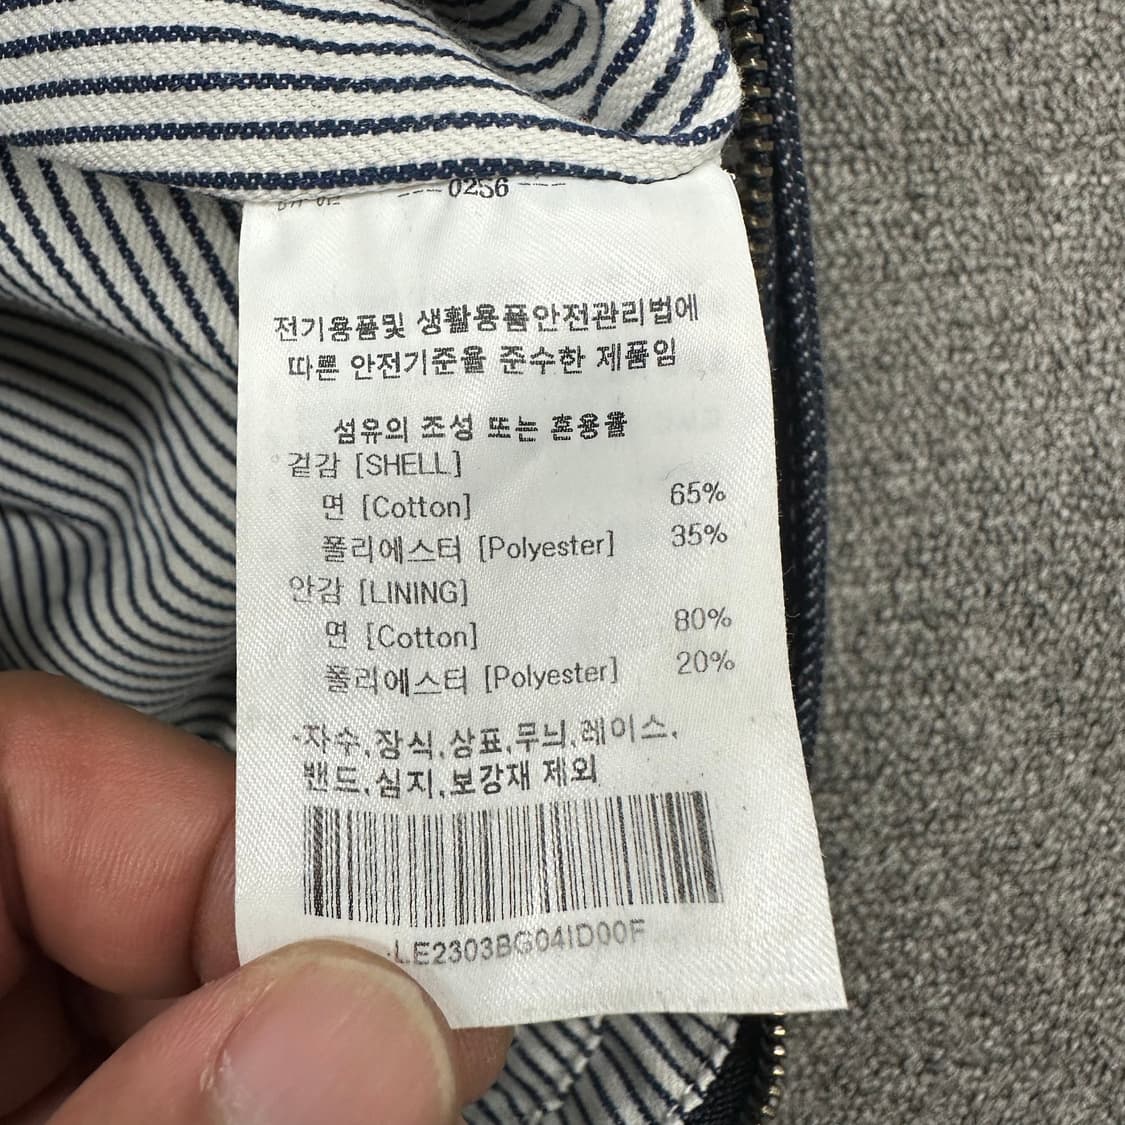 ---0256---
전기용품및 생활용품안전관리법에
따른 안전기준을 준수한 제품임
섬유의 조성 또는 혼용율
겉감 [SHELL]
면 [Cotton] 65%
폴리에스터 [Polyester] 35%
안감 [LINING]
면 [Cotton] 80%
폴리에스터 [Polyester] 20%
·자수,장식,상표,무늬,레이스,
밴드,심지,보강재 제외
LE2303BG04ID00F